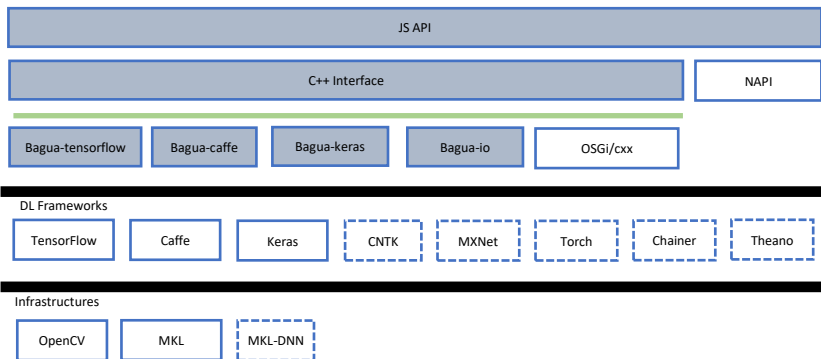 JS API
C++ Interface
NAPI
Bagua-tensorflow
Bagua-caffe
Bagua-keras
Bagua-io
OSGi/cxx
DL Frameworks
TensorFlow
Caffe
Keras
CNTK
MXNet
Torch
Chainer
Theano
Infrastructures
OpenCV
MKL
MKL-DNN